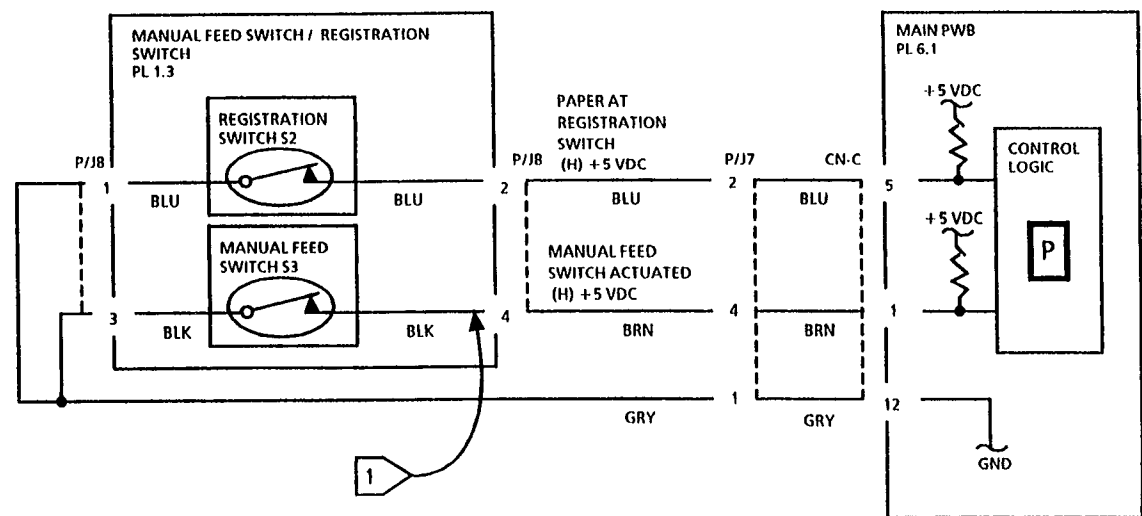 MANUAL FEED SWITCH / REGISTRATION
SWITCH
PL 1.3
REGISTRATION
SWITCH S2
P/J8
1
BLU
BLU
2
MANUAL FEED
SWITCH S3
3
BLK
BLK
4
P/J8
PAPER AT
REGISTRATION
SWITCH
(H) +5 VDC
BLU
MANUAL FEED
SWITCH ACTUATED
(H) +5 VDC
BRN
GRY
P/J7
2
4
1
CN-C
BLU
BRN
GRY
5
1
12
MAIN PWB
PL 6.1
+5 VDC
+5 VDC
CONTROL
LOGIC
P
GND
1